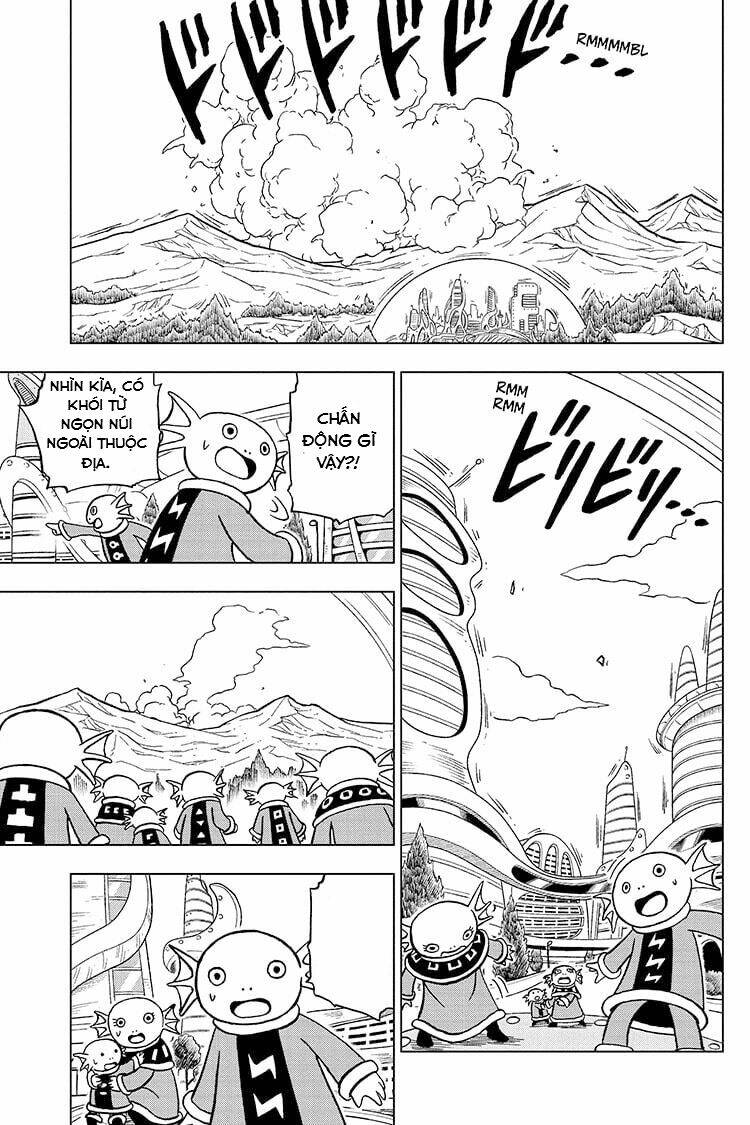 ドドドドドド...
RMMMMBL
RMM
RMM
ビリビリ...
CHẤN
ĐỘNG GÌ
VẬY?!
NHÌN KÌA, CÓ
KHÓI TỪ
NGỌN NÚI
NGOÀI THUỘC
ĐỊA.